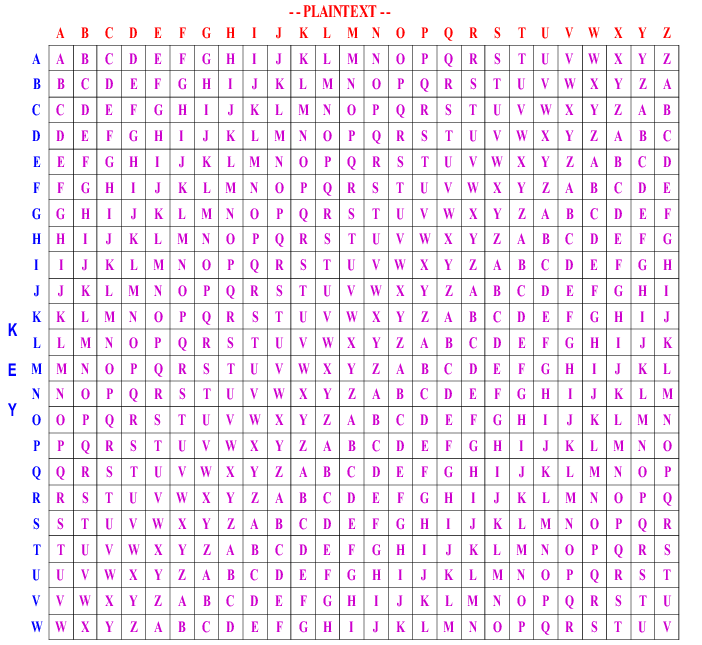 --PLAINTEXT--
A B C D E F G H I J K L M N O P Q R S T U V W X Y Z
A A B C D E F G H I J K L M N O P Q R S T U V W X Y Z
B B C D E F G H I J K L M N O P Q R S T U V W X Y Z A
C C D E F G H I J K L M N O P Q R S T U V W X Y Z A B
D D E F G H I J K L M N O P Q R S T U V W X Y Z A B C
E E F G H I J K L M N O P Q R S T U V W X Y Z A B C D
F F G H I J K L M N O P Q R S T U V W X Y Z A B C D E
G G H I J K L M N O P Q R S T U V W X Y Z A B C D E F
H H I J K L M N O P Q R S T U V W X Y Z A B C D E F G
I I J K L M N O P Q R S T U V W X Y Z A B C D E F G H
J J K L M N O P Q R S T U V W X Y Z A B C D E F G H I
K K L M N O P Q R S T U V W X Y Z A B C D E F G H I J
L L M N O P Q R S T U V W X Y Z A B C D E F G H I J K
M M N O P Q R S T U V W X Y Z A B C D E F G H I J K L
N N O P Q R S T U V W X Y Z A B C D E F G H I J K L M
O O P Q R S T U V W X Y Z A B C D E F G H I J K L M N
P P Q R S T U V W X Y Z A B C D E F G H I J K L M N O
Q Q R S T U V W X Y Z A B C D E F G H I J K L M N O P
R R S T U V W X Y Z A B C D E F G H I J K L M N O P Q
S S T U V W X Y Z A B C D E F G H I J K L M N O P Q R
T T U V W X Y Z A B C D E F G H I J K L M N O P Q R S
U U V W X Y Z A B C D E F G H I J K L M N O P Q R S T
V V W X Y Z A B C D E F G H I J K L M N O P Q R S T U
W W X Y Z A B C D E F G H I J K L M N O P Q R S T U V
K
E
Y